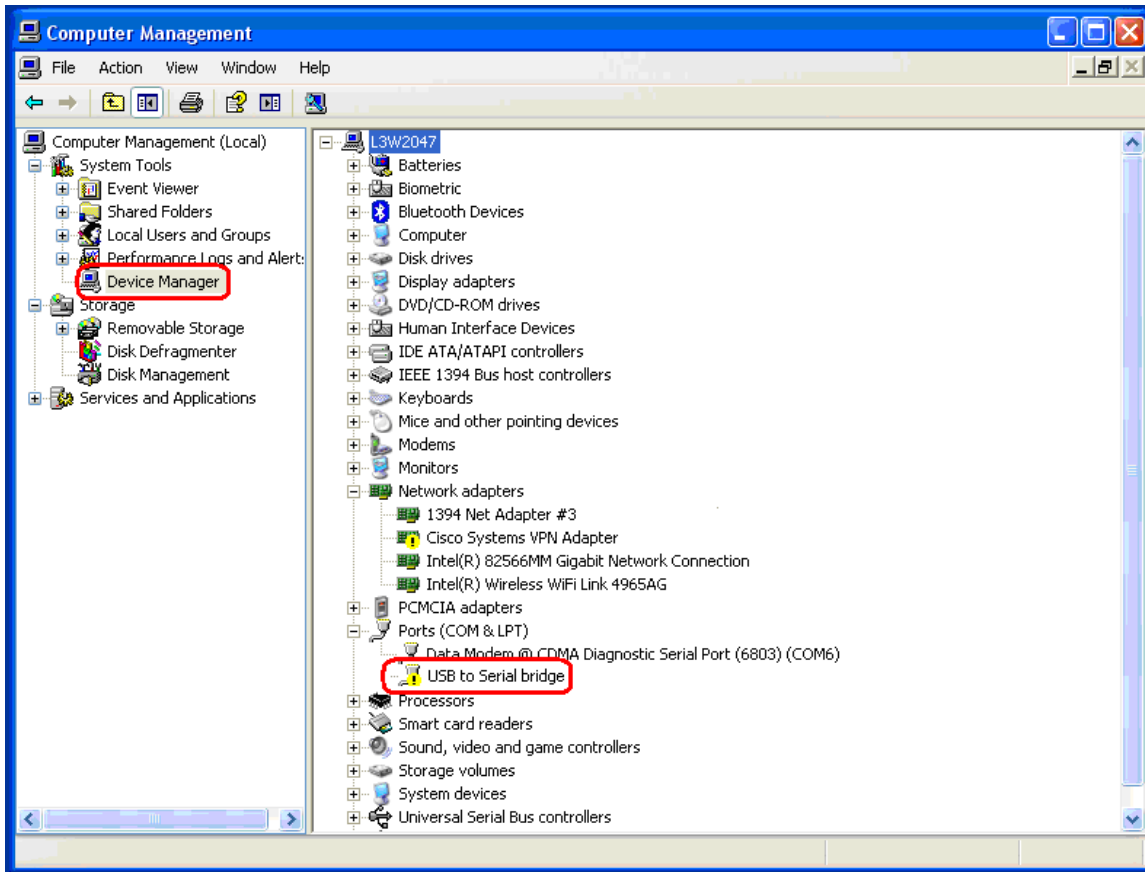 Computer Management
File Action View Window Help
Computer Management (Local)
System Tools
Event Viewer
Shared Folders
Local Users and Groups
Performance Logs and Alert
Device Manager
Storage
Removable Storage
Disk Defragmenter
Disk Management
Services and Applications
L3W2047
Batteries
Biometric
Bluetooth Devices
Computer
Disk drives
Display adapters
DVD/CD-ROM drives
Human Interface Devices
IDE ATA/ATAPI controllers
IEEE 1394 Bus host controllers
Keyboards
Mice and other pointing devices
Modems
Monitors
Network adapters
1394 Net Adapter #3
Cisco Systems VPN Adapter
Intel(R) 82566MM Gigabit Network Connection
Intel(R) Wireless WiFi Link 4965AG
PCMCIA adapters
Ports (COM & LPT)
Data Modem @ CDMA Diagnostic Serial Port (6803) (COM6)
USB to Serial bridge
Processors
Smart card readers
Sound, video and game controllers
Storage volumes
System devices
Universal Serial Bus controllers